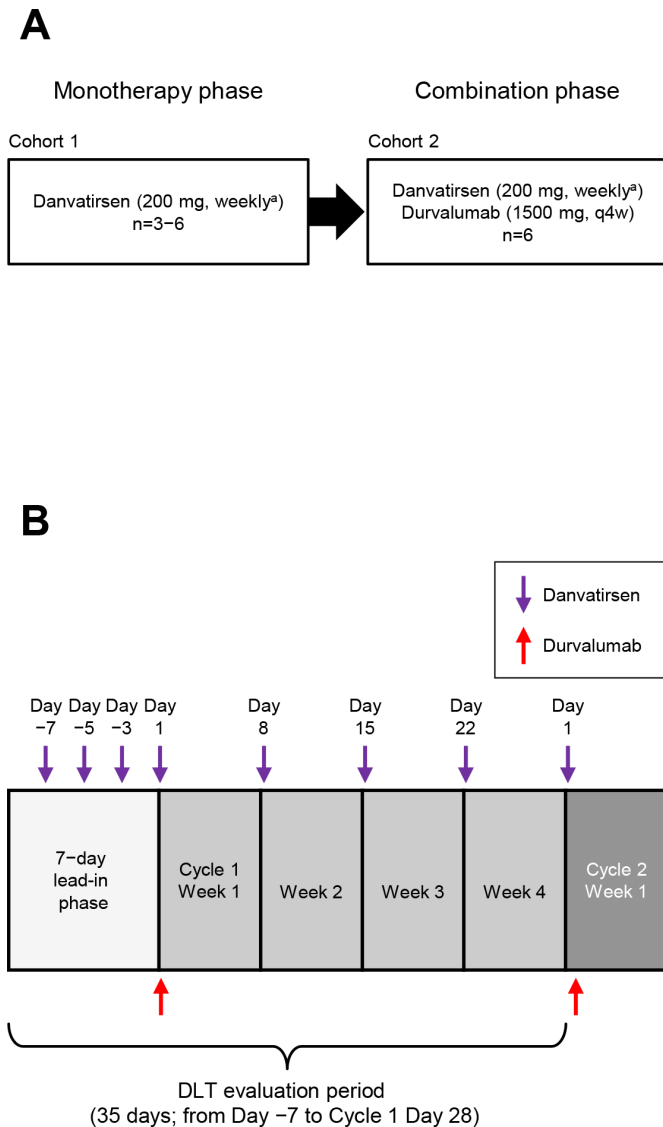 A
Monotherapy phase
Combination phase
Cohort 1
Cohort 2
Danvatirsen (200 mg, weeklyᵃ)
n=3−6
Danvatirsen (200 mg, weeklyᵃ)
Durvalumab (1500 mg, q4w)
n=6
B
Danvatirsen
Durvalumab
Day −7
Day −5
Day −3
Day 1
Day 8
Day 15
Day 22
Day 1
7−day
lead-in
phase
Cycle 1
Week 1
Week 2
Week 3
Week 4
Cycle 2
Week 1
DLT evaluation period
(35 days; from Day −7 to Cycle 1 Day 28)